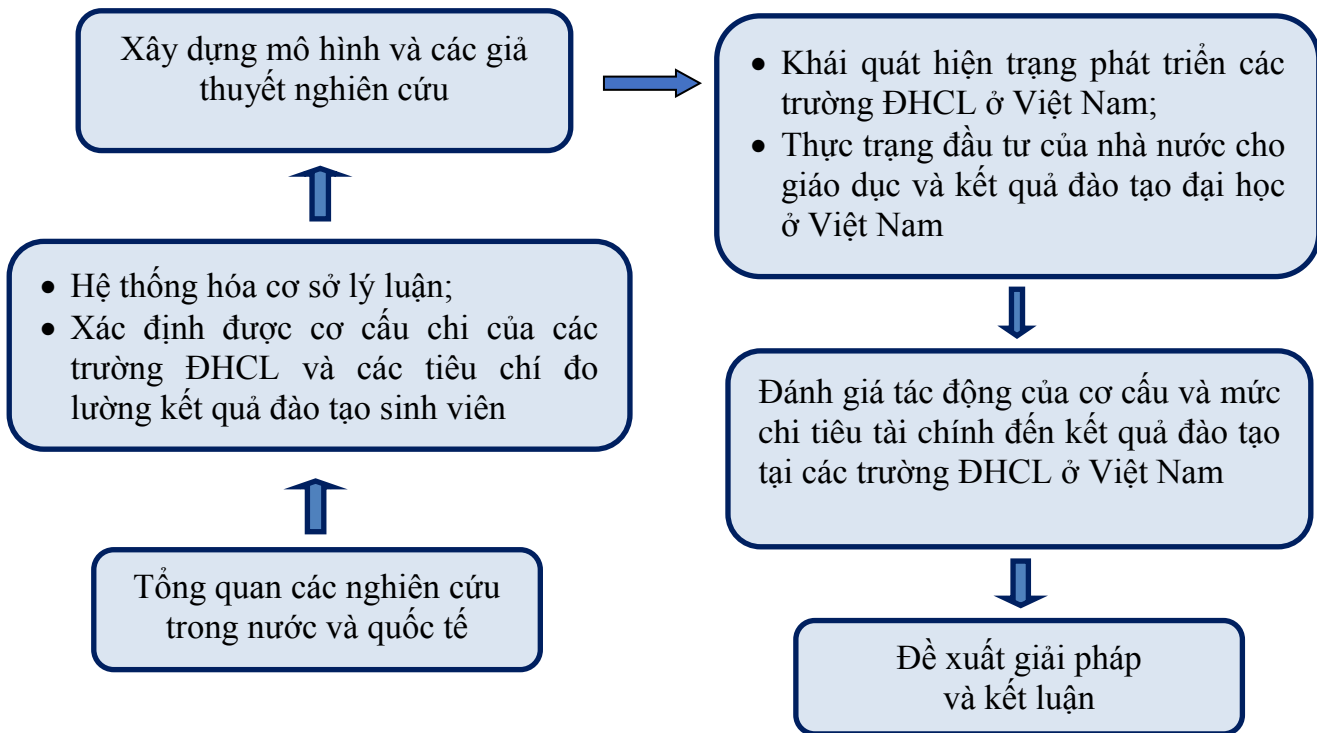 Xây dựng mô hình và các giả
thuyết nghiên cứu
• Khái quát hiện trạng phát triển các
trường ĐHCL ở Việt Nam;
• Thực trạng đầu tư của nhà nước cho
giáo dục và kết quả đào tạo đại học
ở Việt Nam
• Hệ thống hóa cơ sở lý luận;
• Xác định được cơ cấu chi của các
trường ĐHCL và các tiêu chí đo
lường kết quả đào tạo sinh viên
Đánh giá tác động của cơ cấu và mức
chi tiêu tài chính đến kết quả đào tạo
tại các trường ĐHCL ở Việt Nam
Tổng quan các nghiên cứu
trong nước và quốc tế
Đề xuất giải pháp
và kết luận